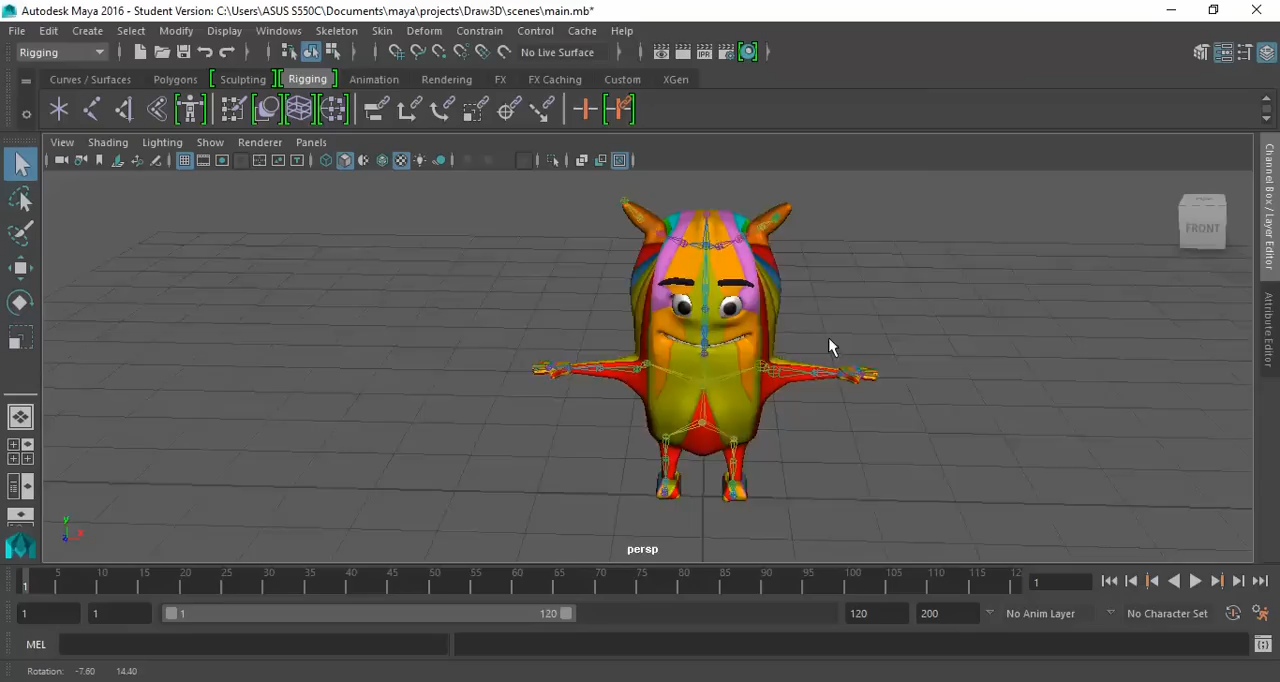 Autodesk Maya 2016 - Student Version: C:\Users\ASUS S550C\Documents\maya\projects\Draw3D\scenes\main.mb*
File Edit Create Select Modify Display Windows Skeleton Skin Deform Constrain Control Cache Help
Rigging No Live Surface IPR
Curves / Surfaces Polygons Sculpting Rigging Animation Rendering FX FX Caching Custom XGen
View Shading Lighting Show Renderer Panels
FRONT
Channel Box / Layer Editor
Attribute Editor
y
x
z
persp
5 10 15 20 25 30 35 40 45 50 55 60 65 70 75 80 85 90 95 100 105 110 115 12
1 1
1 1 1 120 120 200 No Anim Layer No Character Set
MEL
Rotation: -7.60 14.40